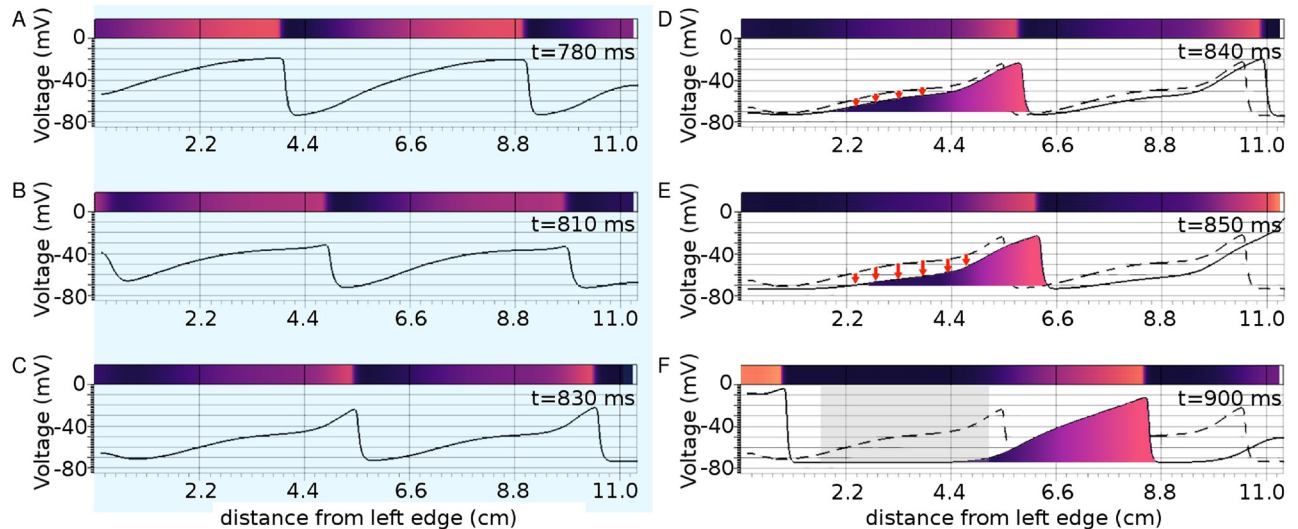 A
Voltage (mV)
0
-40
-80
t=780 ms
2.2 4.4 6.6 8.8 11.0
B
Voltage (mV)
0
-40
-80
t=810 ms
2.2 4.4 6.6 8.8 11.0
C
Voltage (mV)
0
-40
-80
t=830 ms
2.2 4.4 6.6 8.8 11.0
distance from left edge (cm)
D
Voltage (mV)
0
-40
-80
t=840 ms
2.2 4.4 6.6 8.8 11.0
E
Voltage (mV)
0
-40
-80
t=850 ms
2.2 4.4 6.6 8.8 11.0
F
Voltage (mV)
0
-40
-80
t=900 ms
2.2 4.4 6.6 8.8 11.0
distance from left edge (cm)